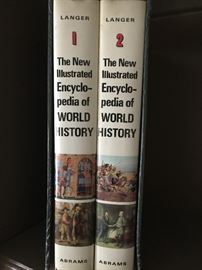 LANGER
1
The New
Illustrated
Encyclo-
pedia of
WORLD
HISTORY
ABRAMS
LANGER
2
The New
Illustrated
Encyclo-
pedia of
WORLD
HISTORY
ABRAMS